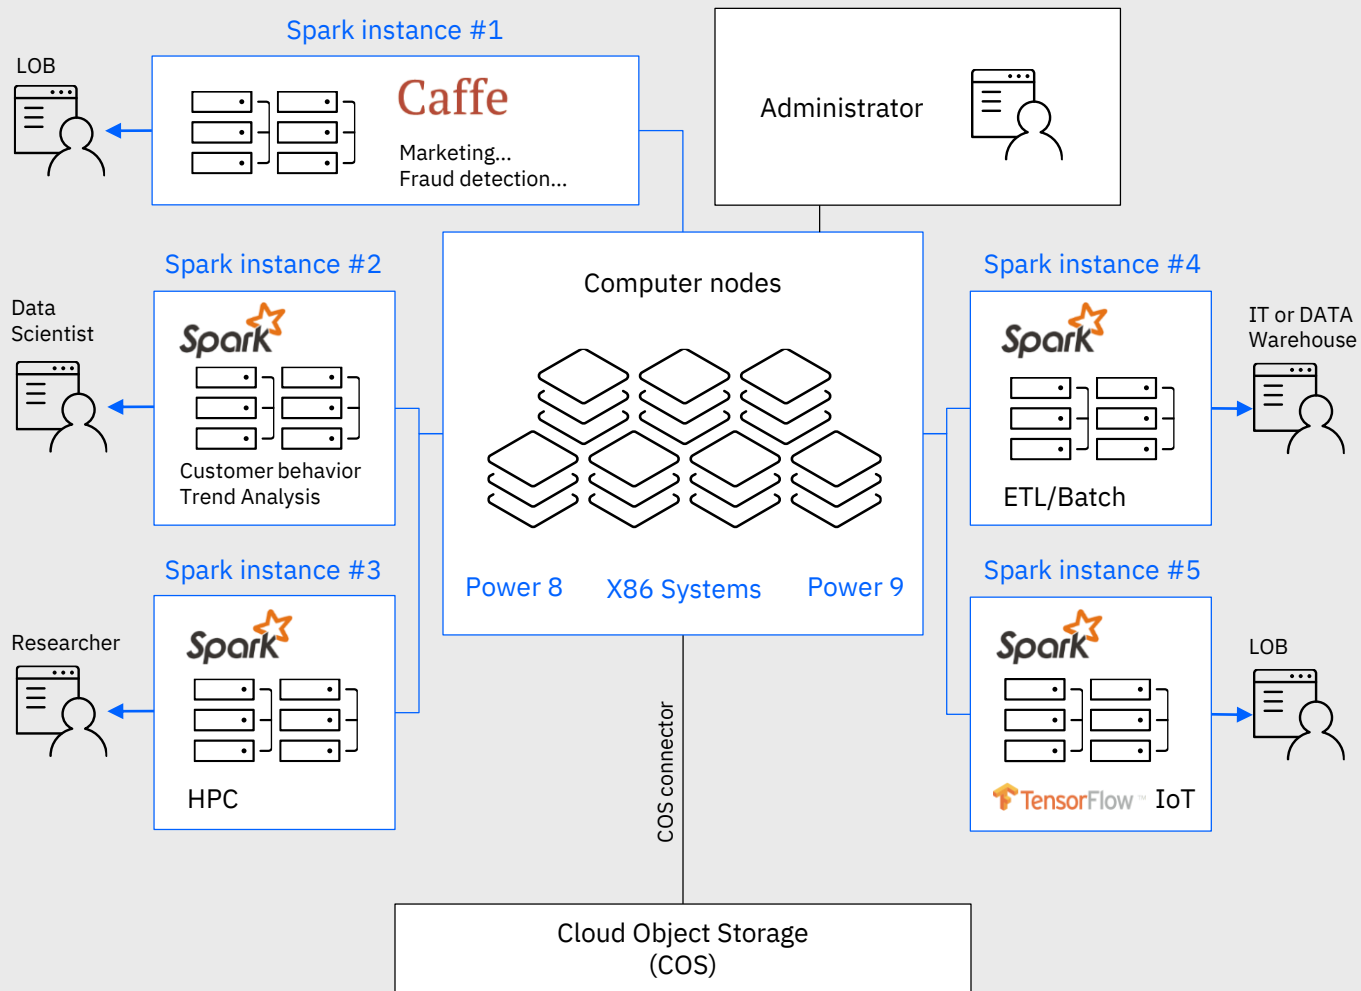 Spark instance #1
LOB
Caffe
Marketing...
Fraud detection...
Administrator
Spark instance #2
Data
Scientist
Spark
Customer behavior
Trend Analysis
Computer nodes
Power 8
X86 Systems
Power 9
Spark instance #4
IT or DATA
Warehouse
Spark
ETL/Batch
Spark instance #3
Researcher
Spark
HPC
Spark instance #5
LOB
Spark
TensorFlow™ IoT
COS connector
Cloud Object Storage
(COS)